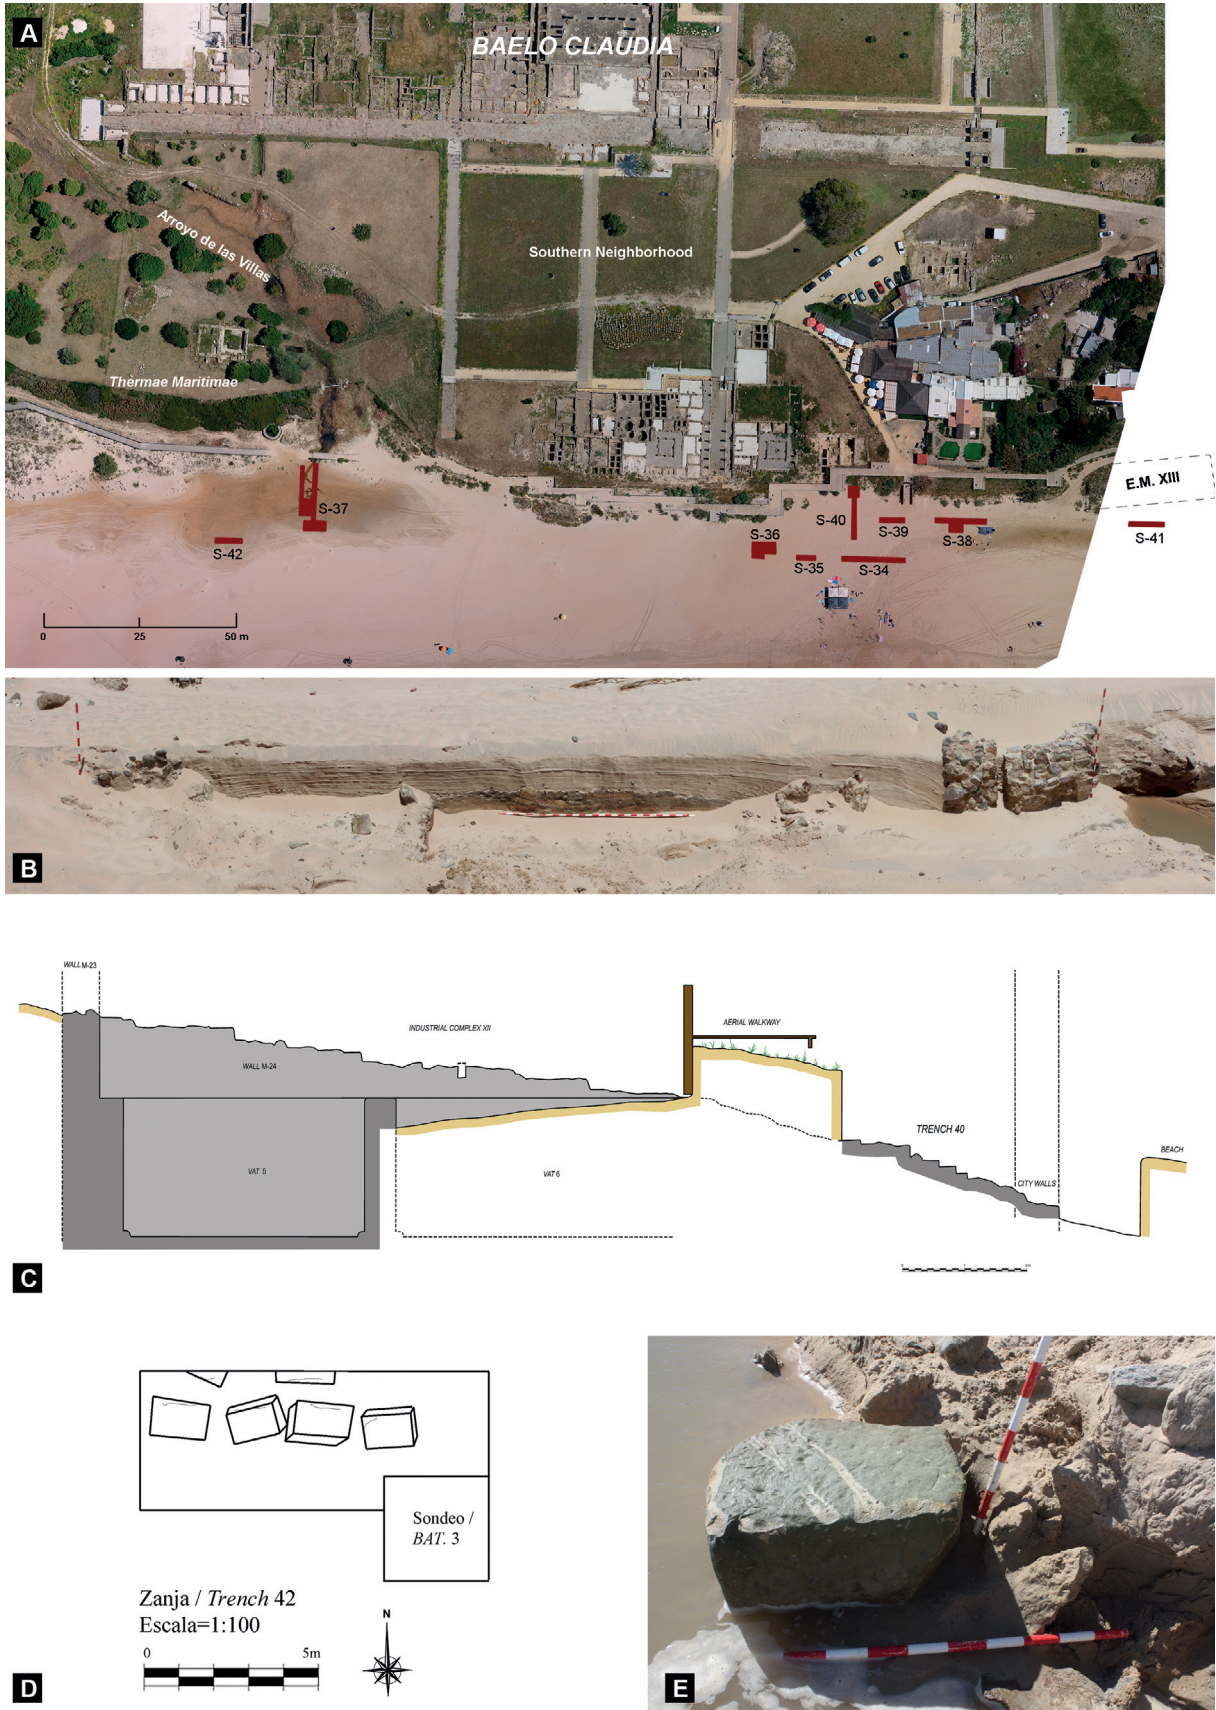 A
BAELO CLAUDIA
Arroyo de las Villas
Southern Neighborhood
Thermae Maritimae
E.M. XIII
S-37
S-42
S-40
S-39
S-38
S-41
S-36
S-35
S-34
0 25 50 m
B
WALL M-23
INDUSTRIAL COMPLEX XII
AERIAL WALKWAY
WALL M-24
TRENCH 40
VAT 5
VAT 6
BEACH
CITY WALLS
C
Sondeo /
BAT. 3
Zanja / Trench 42
Escala=1:100
N
0 5m
D
E